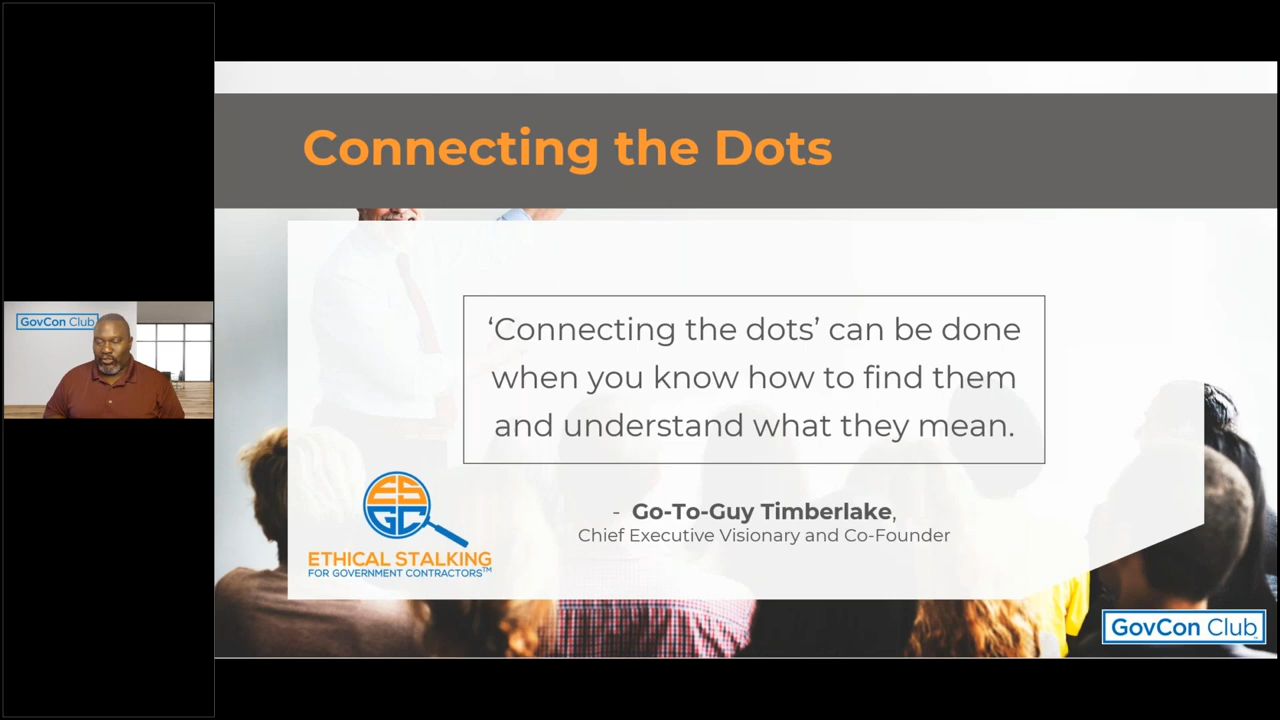 Connecting the Dots
GovCon Club
‘Connecting the dots’ can be done
when you know how to find them
and understand what they mean.
- Go-To-Guy Timberlake,
Chief Executive Visionary and Co-Founder
ES
GC
ETHICAL STALKING
FOR GOVERNMENT CONTRACTORS™
GovCon Club